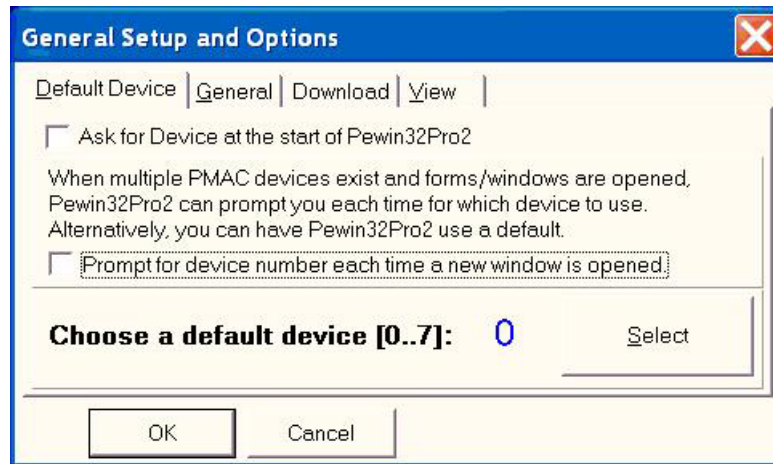 General Setup and Options
Default Device General Download View
Ask for Device at the start of Pewin32Pro2
When multiple PMAC devices exist and forms/windows are opened,
Pewin32Pro2 can prompt you each time for which device to use.
Alternatively, you can have Pewin32Pro2 use a default.
Prompt for device number each time a new window is opened.
Choose a default device [0..7]: 0 Select
OK Cancel